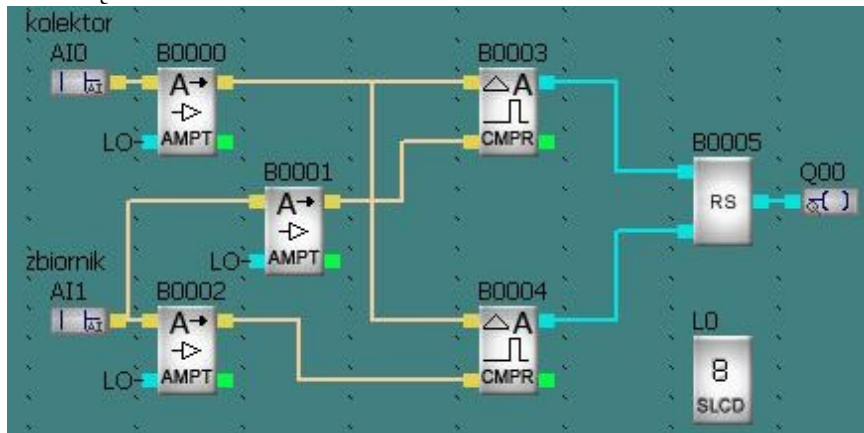 kolektor
AI0 B0000 B0003
A A
LO AMPT CMPR B0005
B0001 Q00
A RS
zbiornik LO AMPT
AI1 B0002 B0004 L0
A A
8
LO AMPT CMPR SLCD